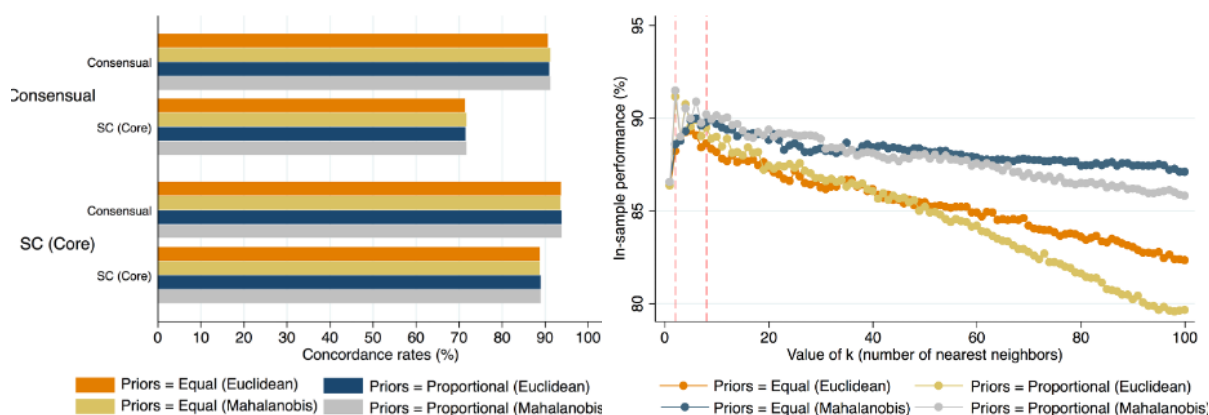 Consensual
Consensual
SC (Core)
Consensual
SC (Core)
SC (Core)
0 10 20 30 40 50 60 70 80 90 100
Concordance rates (%)
Priors = Equal (Euclidean) Priors = Proportional (Euclidean)
Priors = Equal (Mahalanobis) Priors = Proportional (Mahalanobis
95
90
85
80
In-sample performance (%)
0 20 40 60 80 100
Value of k (number of nearest neighbors)
Priors = Equal (Euclidean) Priors = Proportional (Euclidean)
Priors = Equal (Mahalanobis) Priors = Proportional (Mahalanobis)